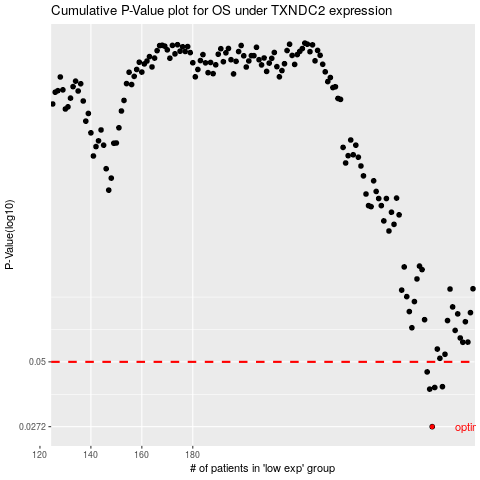 Cumulative P-Value plot for OS under TXNDC2 expression
P-Value(log10)
0.05
0.0272
optir
120 140 160 180
# of patients in 'low exp' group